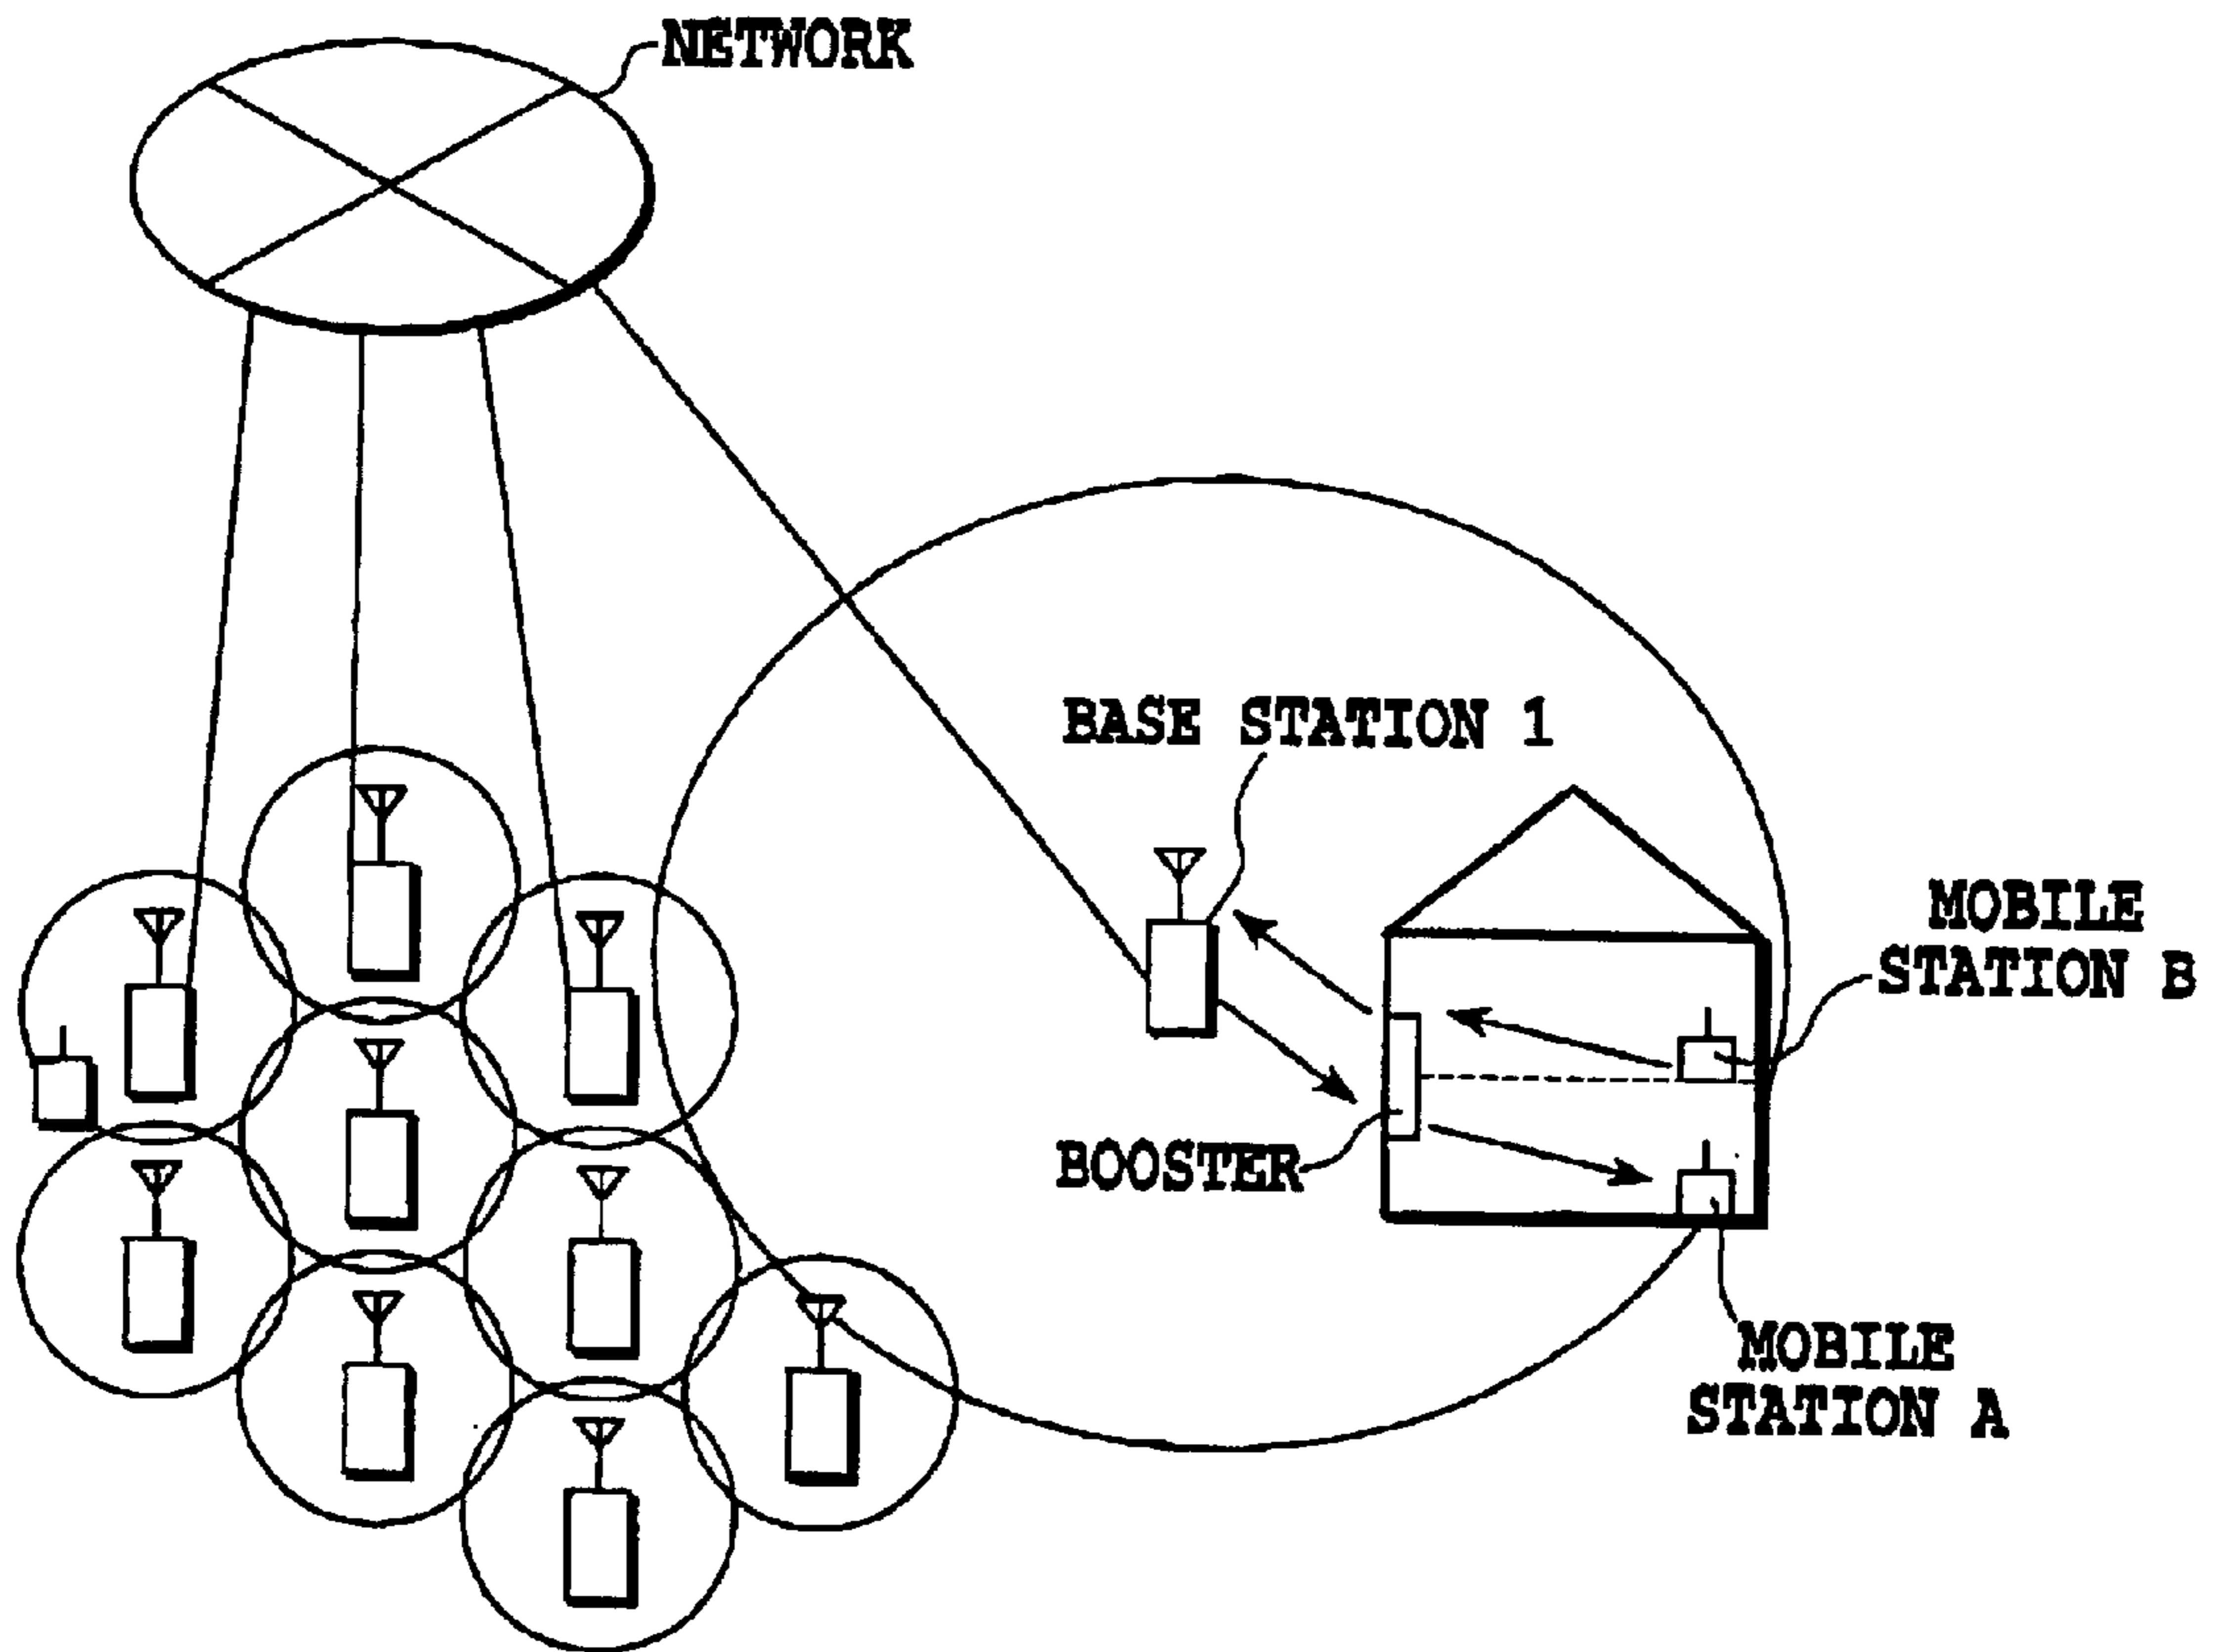 NETWORK
BASE STATION 1
MOBILE
STATION B
BOOSTER
MOBILE
STATION A